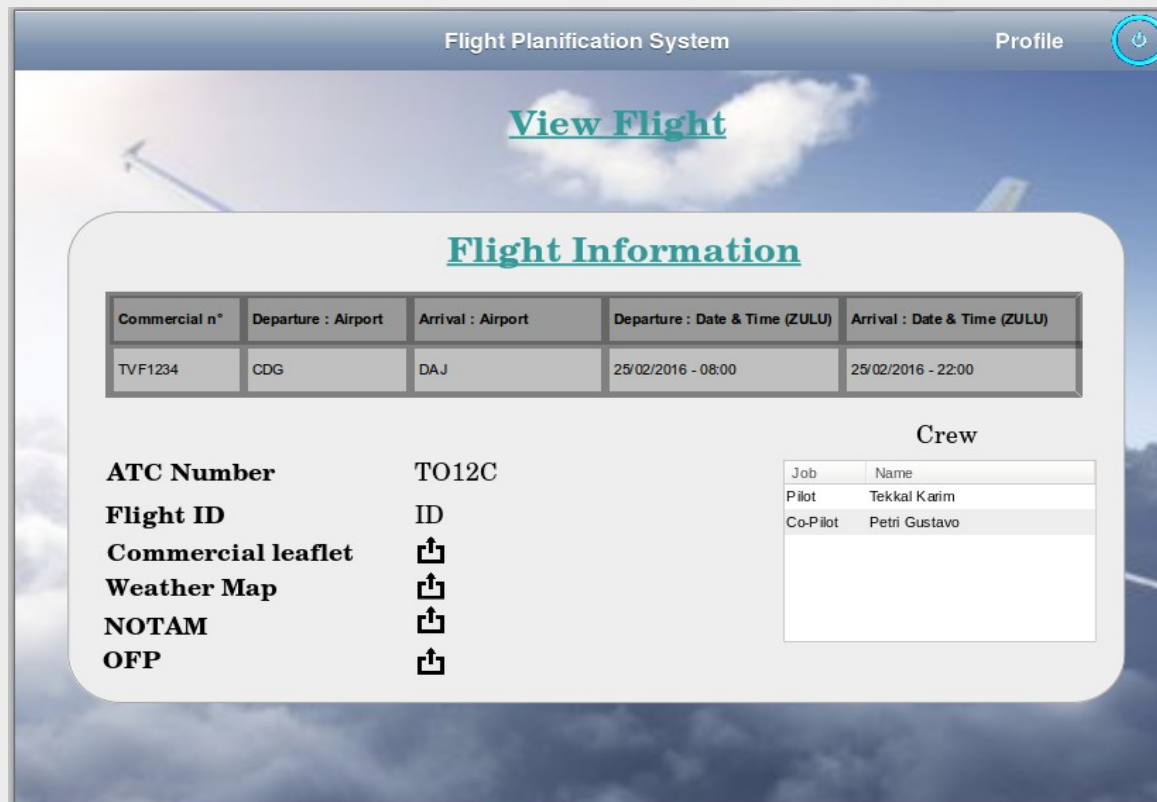 Flight Planification System Profile
View Flight
Flight Information
Commercial n° Departure : Airport Arrival : Airport Departure : Date & Time (ZULU) Arrival : Date & Time (ZULU)
TVF1234 CDG DAJ 25/02/2016 - 08:00 25/02/2016 - 22:00
Crew
ATC Number TO12C
Flight ID ID
Commercial leaflet
Weather Map
NOTAM
OFP
Job Name
Pilot Tekkal Karim
Co-Pilot Petri Gustavo